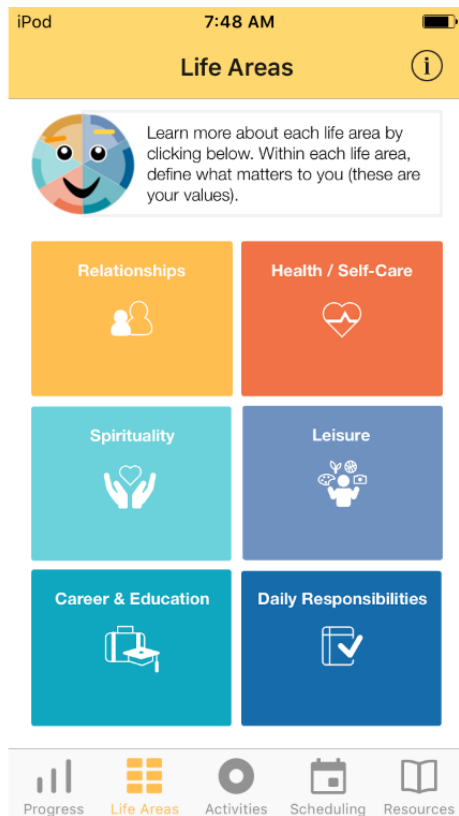 iPod
7:48 AM
Life Areas
i
Learn more about each life area by
clicking below. Within each life area,
define what matters to you (these are
your values).
Relationships
Health / Self-Care
Spirituality
Leisure
Career & Education
Daily Responsibilities
Progress
Life Areas
Activities
Scheduling
Resources